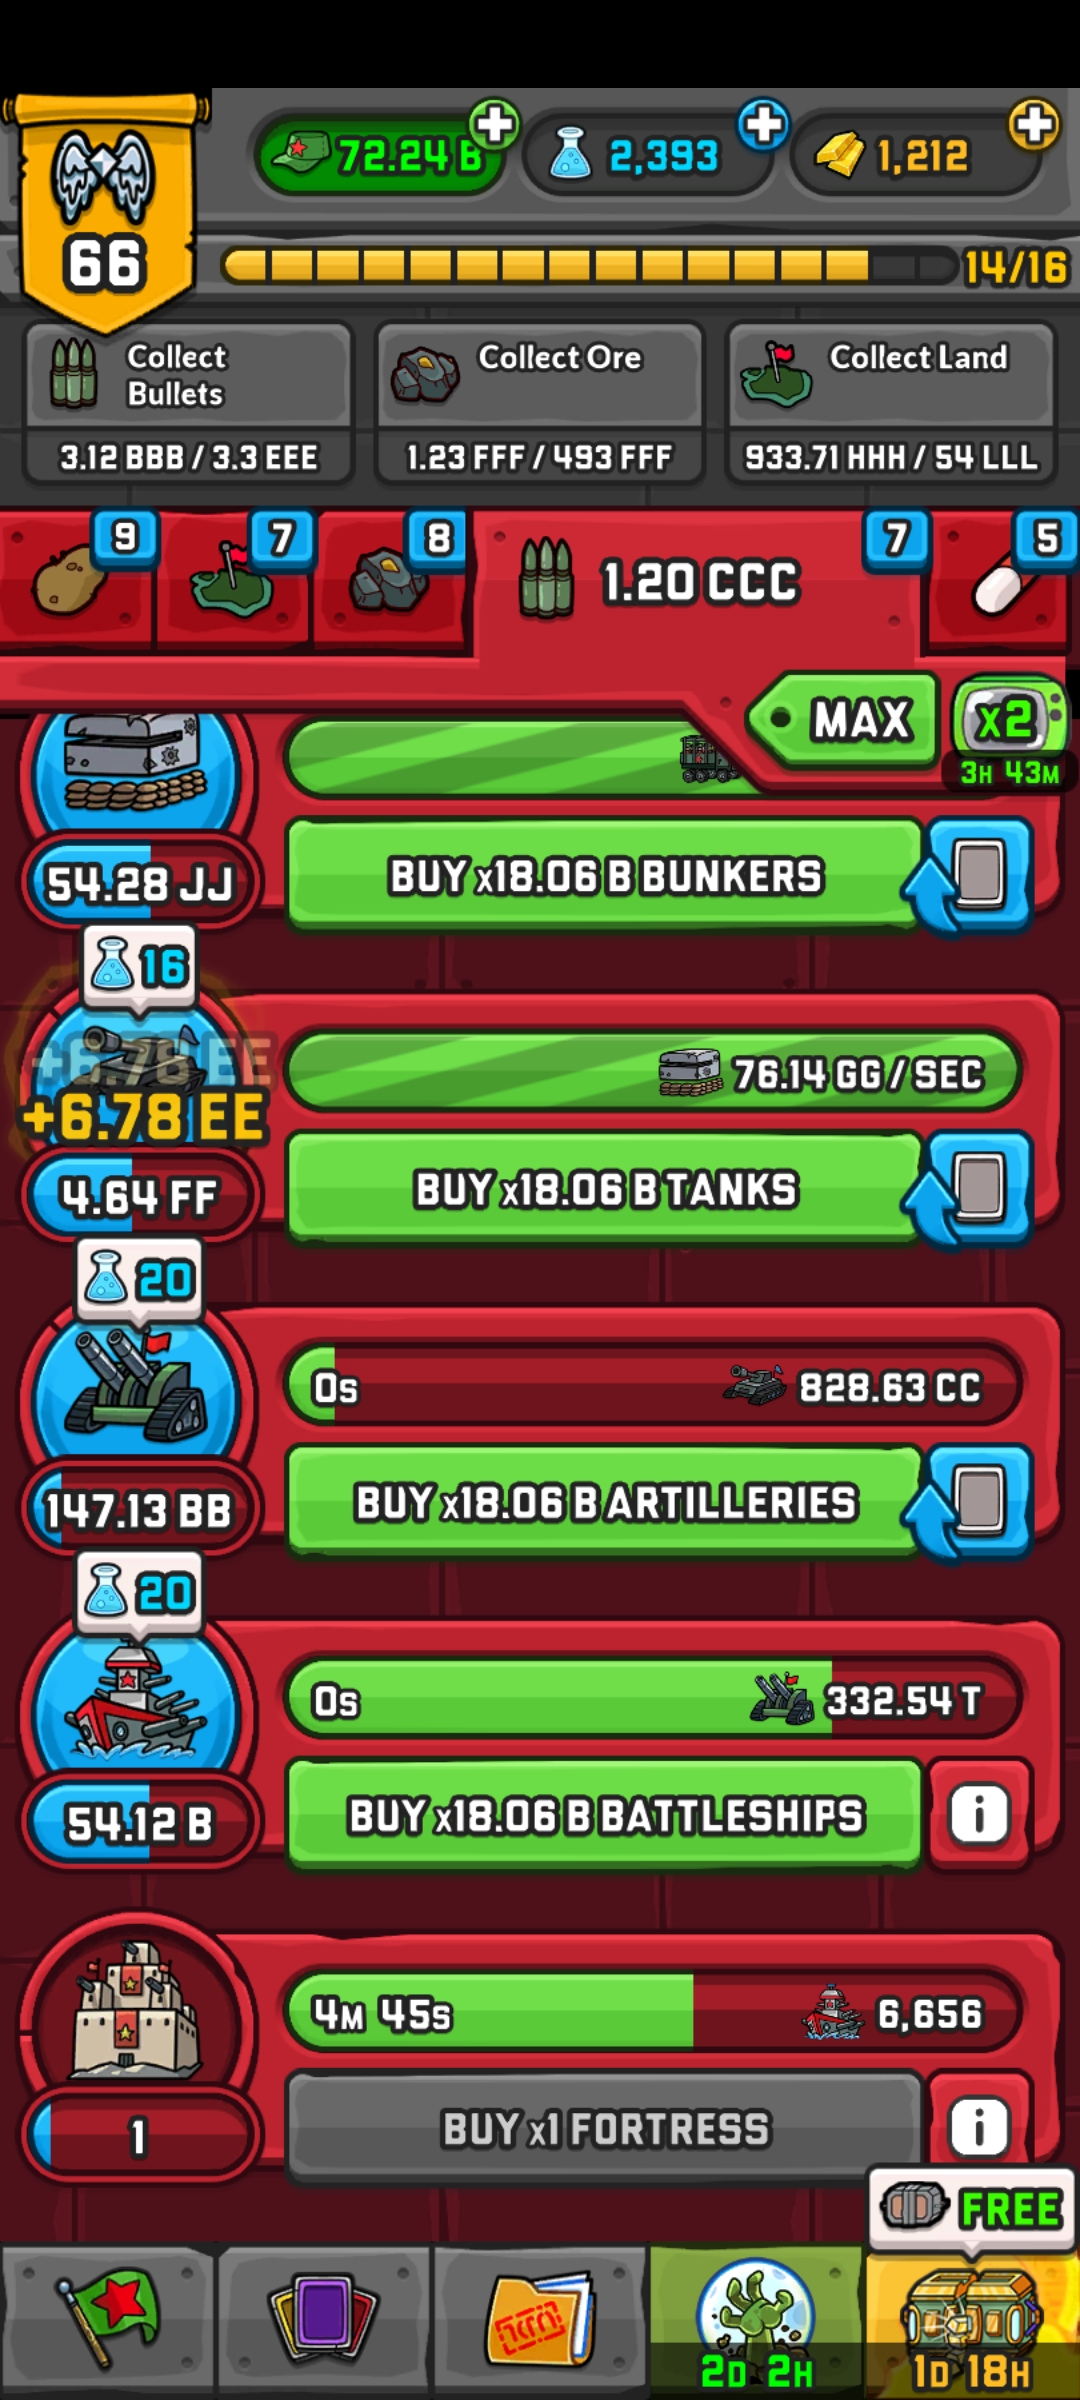 66
72.24 B
2,393
1,212
14/16
Collect Bullets
3.12 BBB / 3.3 EEE
Collect Ore
1.23 FFF / 493 FFF
Collect Land
933.71 HHH / 54 LLL
9
7
8
1.20 CCC
7
5
MAX
x2
3H 43M
54.28 JJ
BUY x18.06 B BUNKERS
16
+6.78 EE
+6.78 EE
76.14 GG / SEC
4.64 FF
BUY x18.06 B TANKS
20
0s
828.63 CC
147.13 BB
BUY x18.06 B ARTILLERIES
20
0s
332.54 T
54.12 B
BUY x18.06 B BATTLESHIPS
4M 45s
6,656
1
BUY x1 FORTRESS
FREE
2D 2H
1D 18H